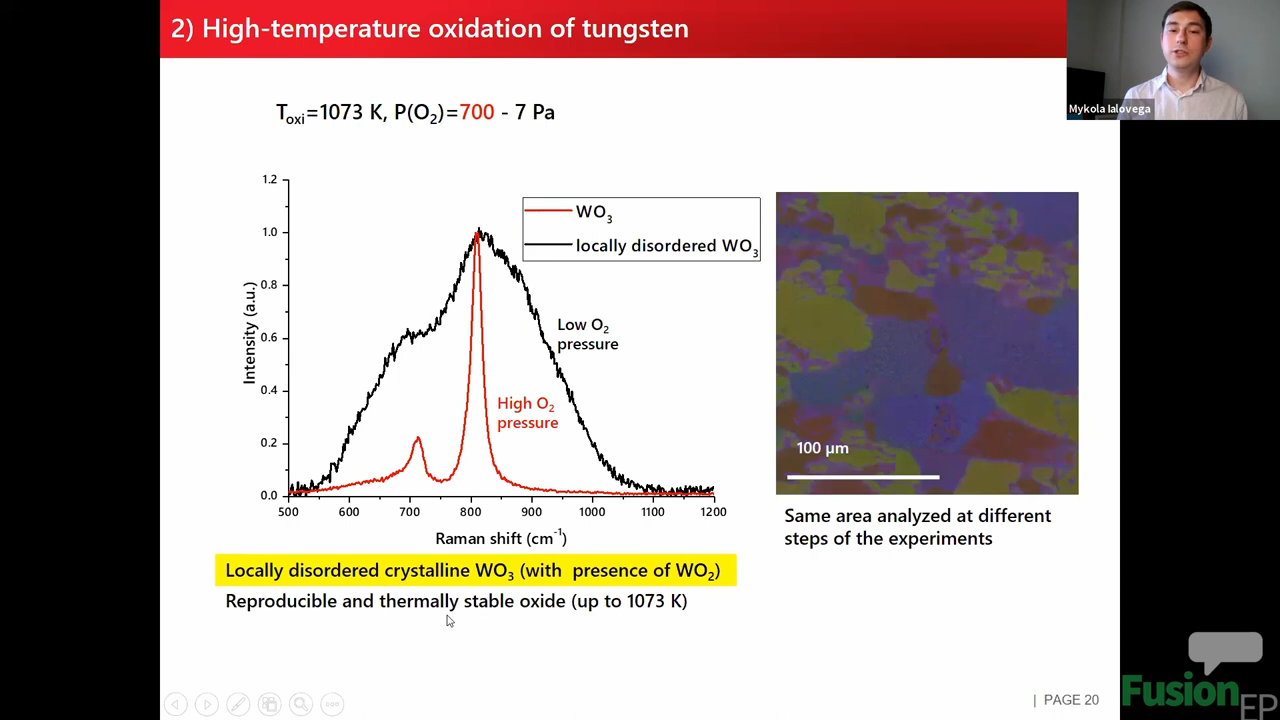 2) High-temperature oxidation of tungsten
Mykola Ialovega
Tₒₓᵢ=1073 K, P(O₂)=700 - 7 Pa
1.2
1.0
0.8
0.6
0.4
0.2
0.0
Intensity (a.u.)
WO₃
locally disordered WO₃
Low O₂
pressure
High O₂
pressure
500 600 700 800 900 1000 1100 1200
Raman shift (cm⁻¹)
100 µm
Same area analyzed at different
steps of the experiments
Locally disordered crystalline WO₃ (with presence of WO₂)
Reproducible and thermally stable oxide (up to 1073 K)
| PAGE 20
Fusion
EP